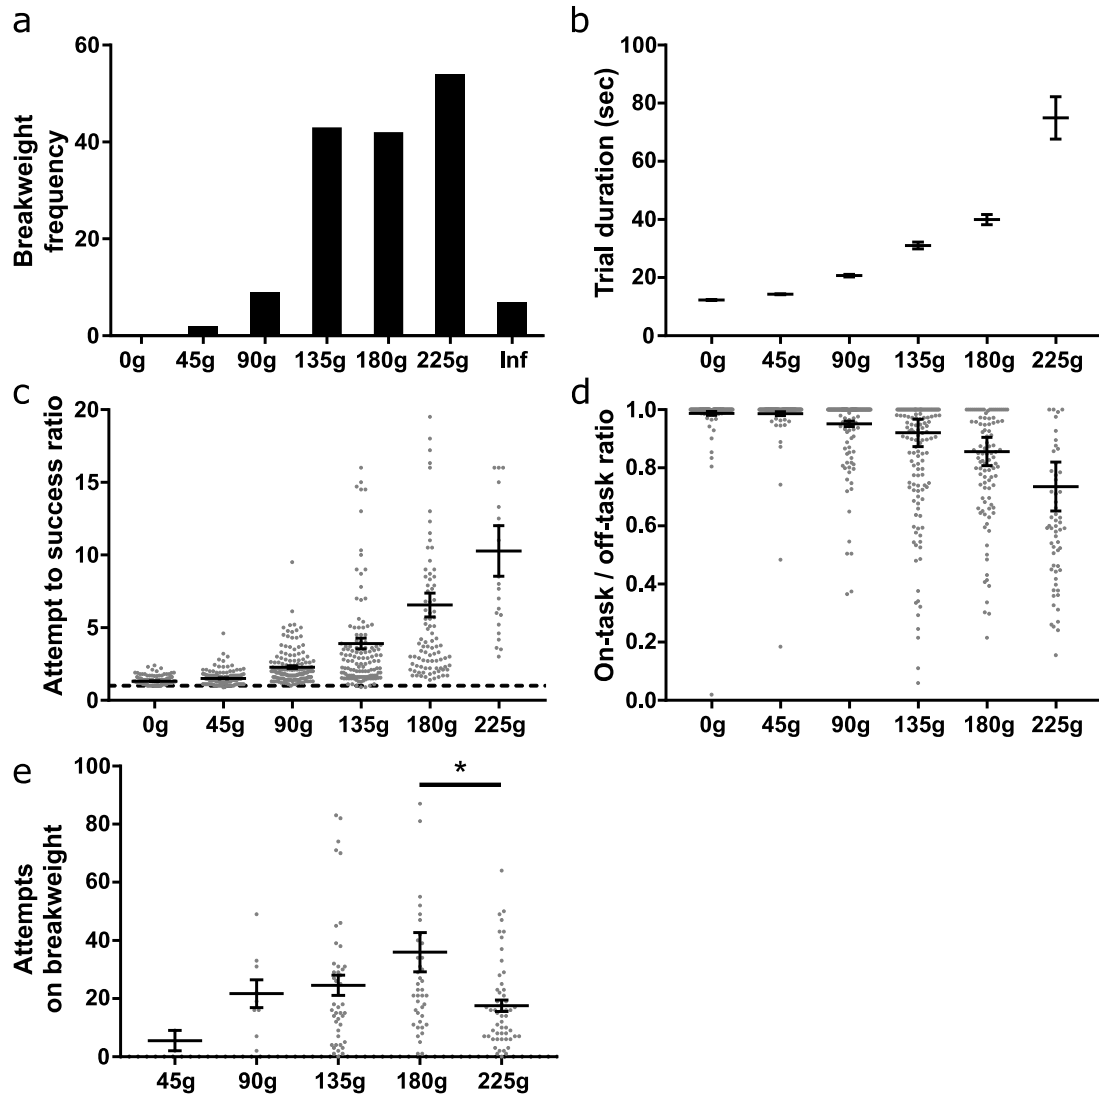 a
Breakweight
frequency
60
40
20
0
0g 45g 90g 135g 180g 225g Inf
b
Trial duration (sec)
100
80
60
40
20
0
0g 45g 90g 135g 180g 225g
c
Attempt to success ratio
20
15
10
5
0
0g 45g 90g 135g 180g 225g
d
On-task / off-task ratio
1.0
0.8
0.6
0.4
0.2
0.0
0g 45g 90g 135g 180g 225g
e
Attempts
on breakweight
100
80
60
40
20
0
*
45g 90g 135g 180g 225g